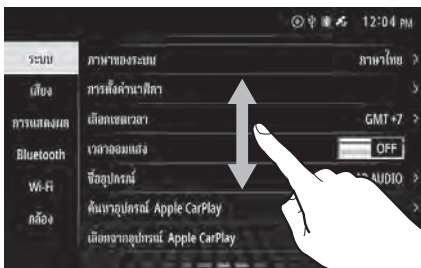 12:04 PM
ระบบ
เสียง
การแสดงผล
Bluetooth
Wi-Fi
กล้อง
ภาษาของระบบ ภาษาไทย
การตั้งค่านาฬิกา
เลือกเขตเวลา GMT +7
เวลาออมแสง OFF
ชื่ออุปกรณ์ AUDIO
ค้นหาอุปกรณ์ Apple CarPlay
เลือกจากอุปกรณ์ Apple CarPlay